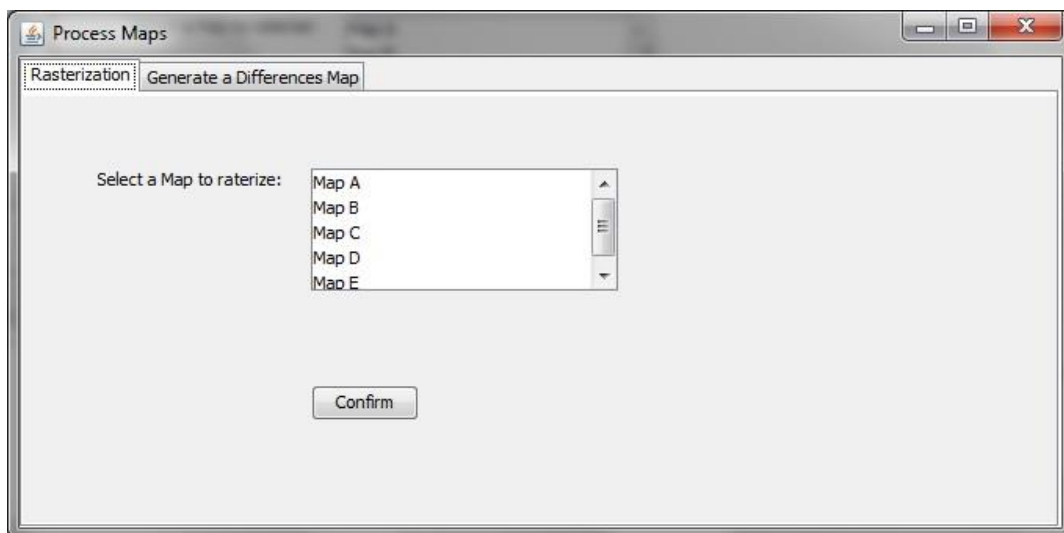 Process Maps
Rasterization
Generate a Differences Map
Select a Map to raterize:
Map A
Map B
Map C
Map D
Map E
Confirm